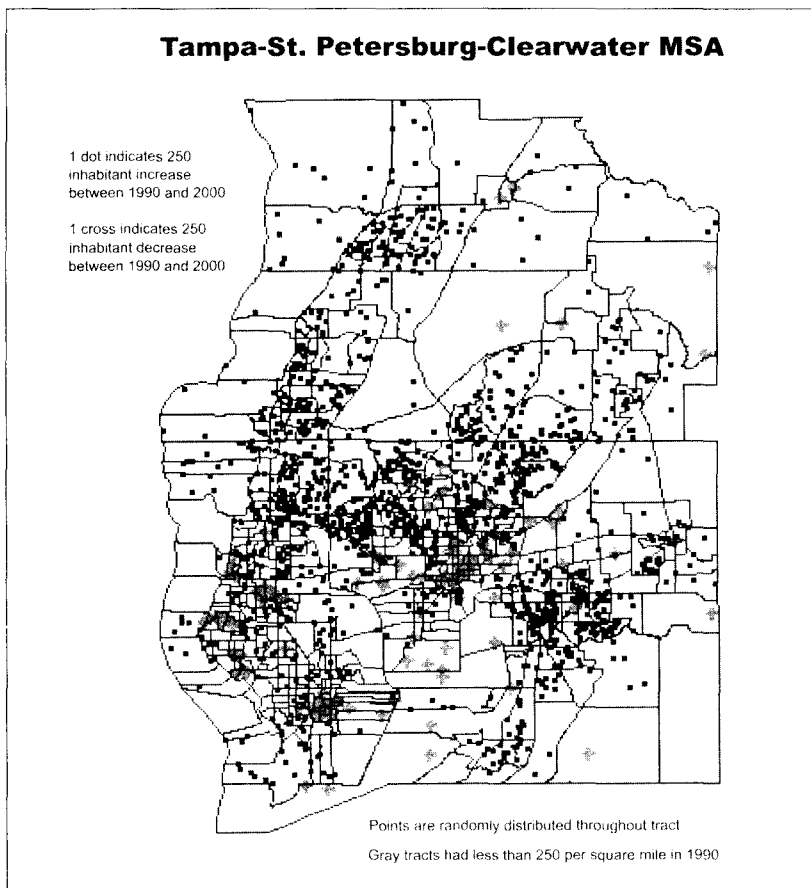 Tampa-St. Petersburg-Clearwater MSA
1 dot indicates 250
inhabitant increase
between 1990 and 2000
1 cross indicates 250
inhabitant decrease
between 1990 and 2000
Points are randomly distributed throughout tract
Gray tracts had less than 250 per square mile in 1990